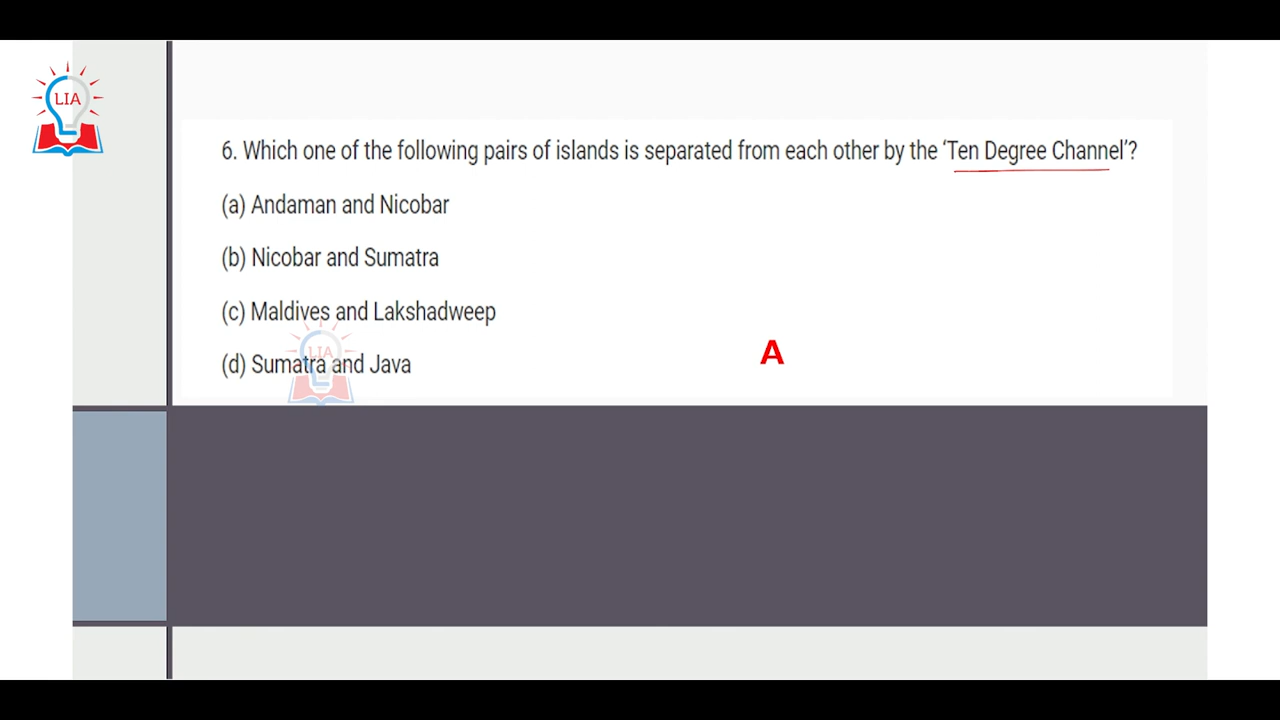 LIA
6. Which one of the following pairs of islands is separated from each other by the ‘Ten Degree Channel’?
(a) Andaman and Nicobar
(b) Nicobar and Sumatra
(c) Maldives and Lakshadweep
LIA
(d) Sumatra and Java
A